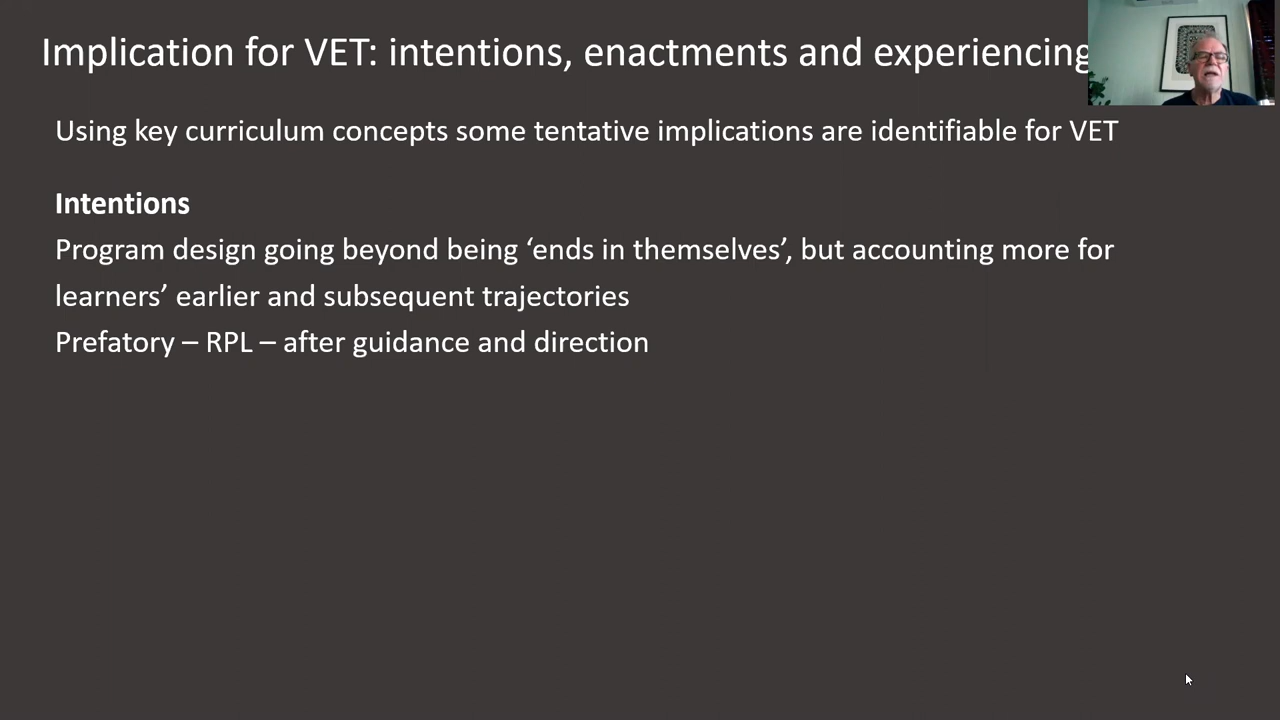 Implication for VET: intentions, enactments and experiencing
Using key curriculum concepts some tentative implications are identifiable for VET
Intentions
Program design going beyond being ‘ends in themselves’, but accounting more for
learners’ earlier and subsequent trajectories
Prefatory – RPL – after guidance and direction